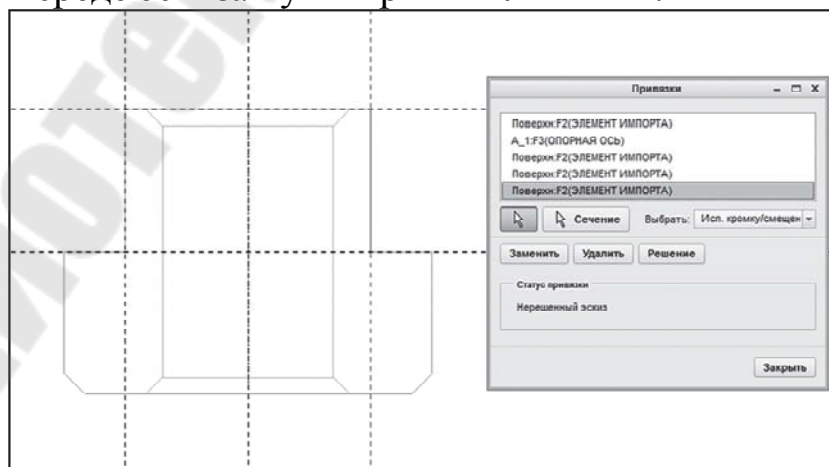 Привязки
Поверхн:F2(ЭЛЕМЕНТ ИМПОРТА)
A_1:F3(ОПОРНАЯ ОСЬ)
Поверхн:F2(ЭЛЕМЕНТ ИМПОРТА)
Поверхн:F2(ЭЛЕМЕНТ ИМПОРТА)
Поверхн:F2(ЭЛЕМЕНТ ИМПОРТА)
Сечение Выбрать: Исп. кромку/смещен
Заменить Удалить Решение
Статус привязки
Нерешенный эскиз
Закрыть